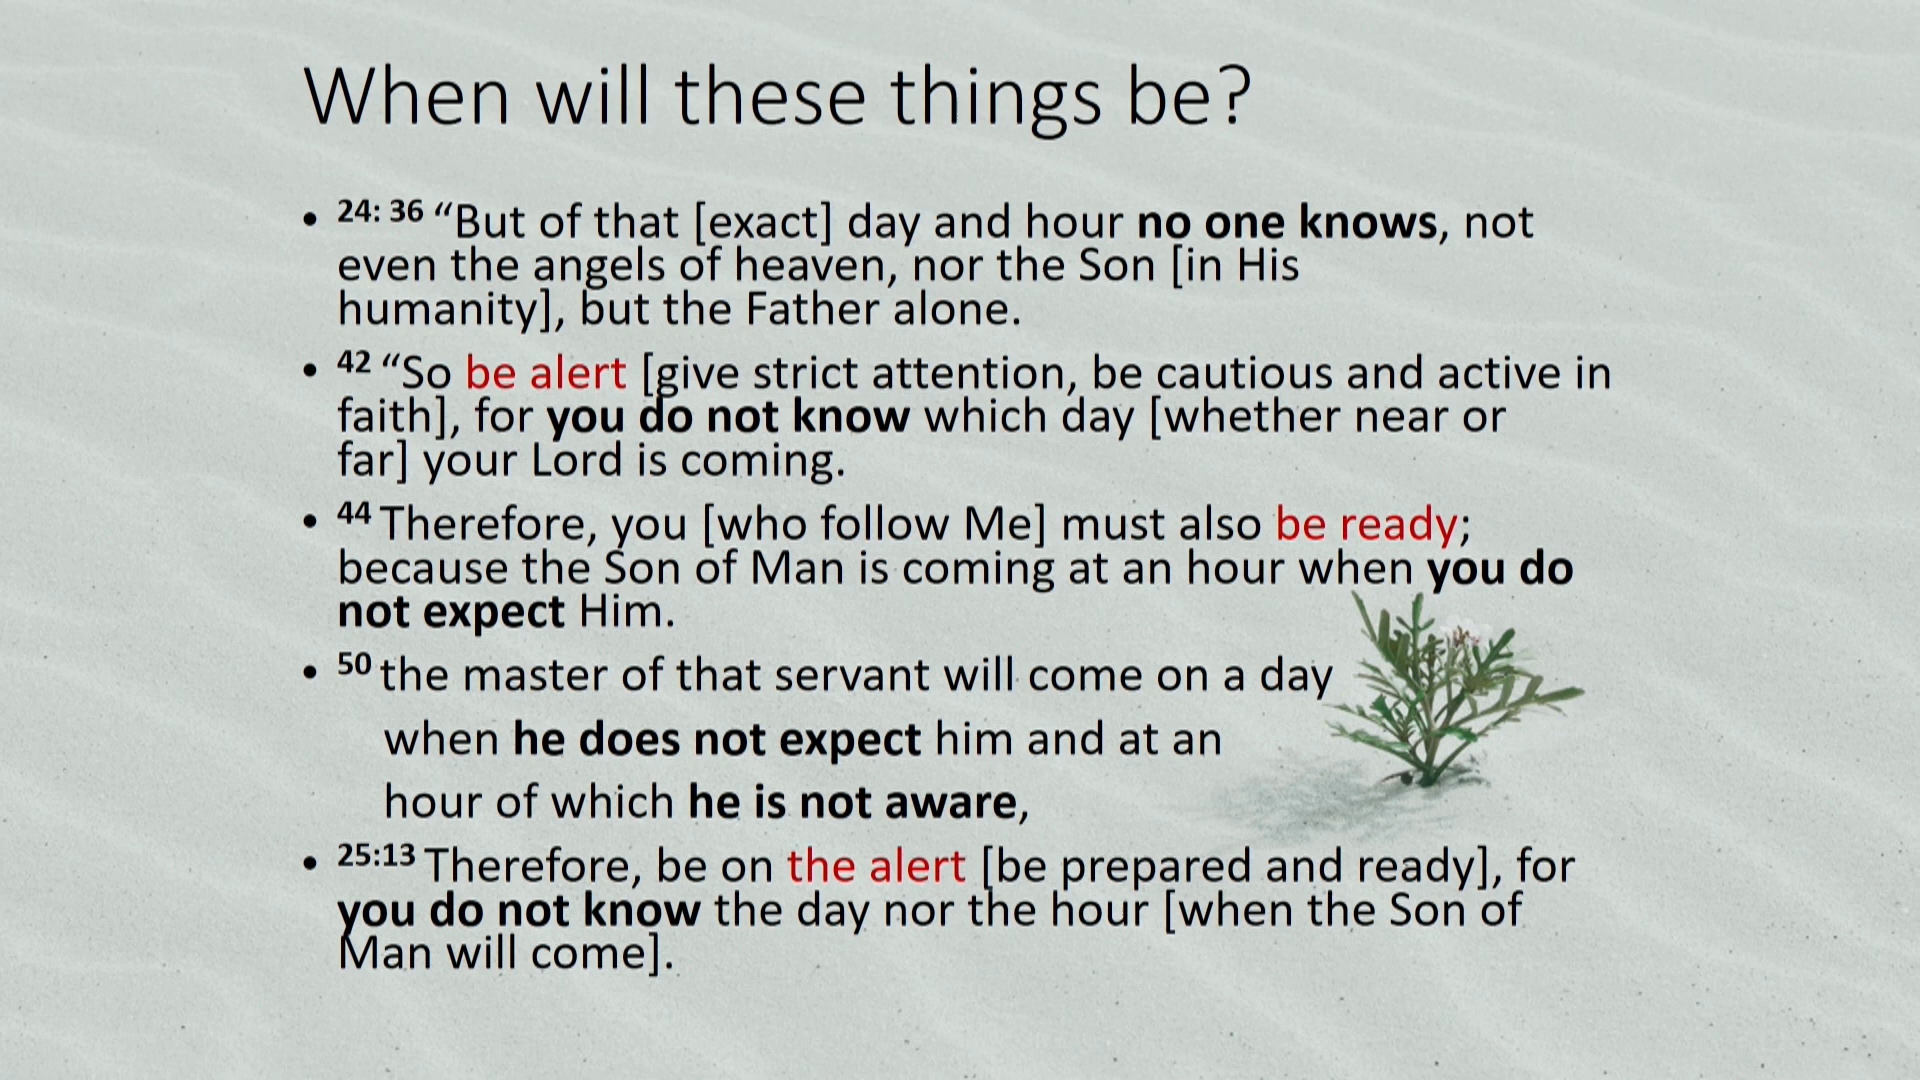 When will these things be?
• 24: 36 “But of that [exact] day and hour no one knows, not
even the angels of heaven, nor the Son [in His
humanity], but the Father alone.
• 42 “So be alert [give strict attention, be cautious and active in
faith], for you do not know which day [whether near or
far] your Lord is coming.
• 44 Therefore, you [who follow Me] must also be ready;
because the Son of Man is coming at an hour when you do
not expect Him.
• 50 the master of that servant will come on a day
when he does not expect him and at an
hour of which he is not aware,
• 25:13 Therefore, be on the alert [be prepared and ready], for
you do not know the day nor the hour [when the Son of
Man will come].